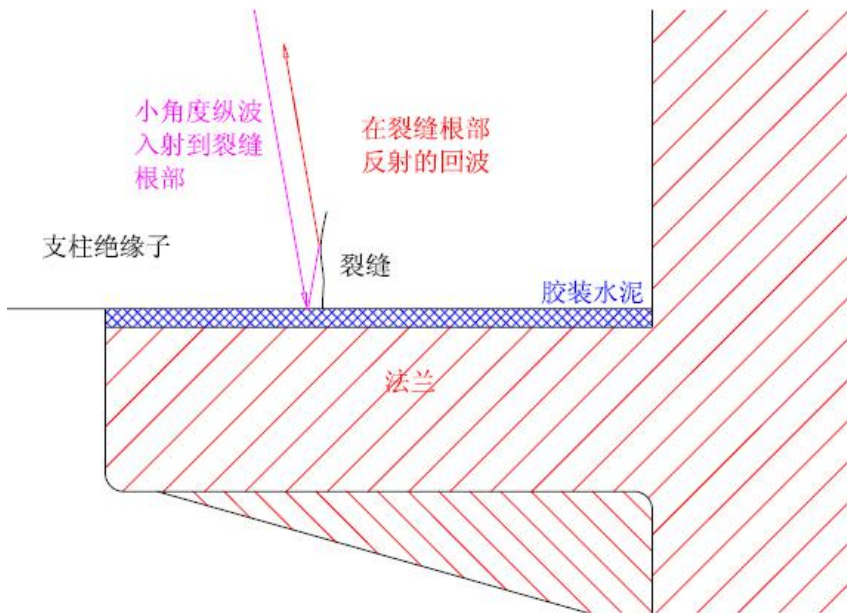 小角度纵波
入射到裂缝
根部
在裂缝根部
反射的回波
支柱绝缘子
裂缝
胶装水泥
法兰